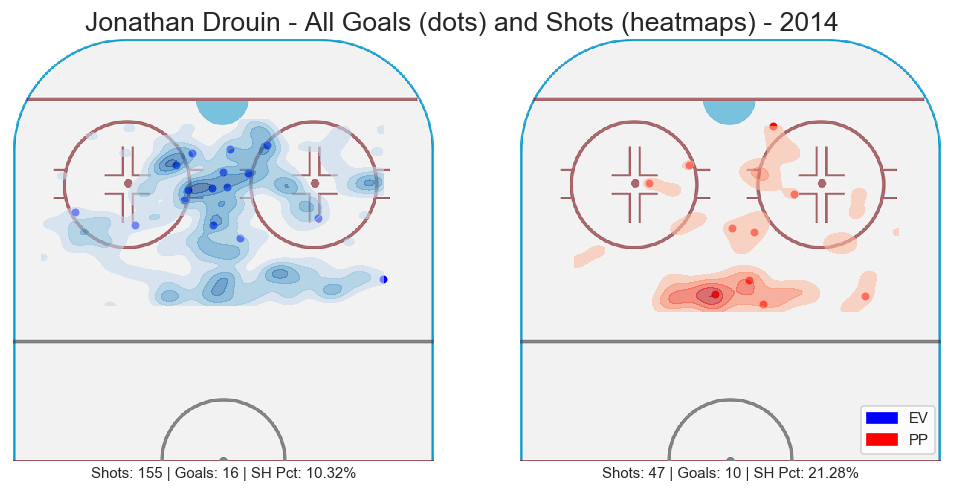 Jonathan Drouin - All Goals (dots) and Shots (heatmaps) - 2014
EV
PP
Shots: 155 | Goals: 16 | SH Pct: 10.32%
Shots: 47 | Goals: 10 | SH Pct: 21.28%